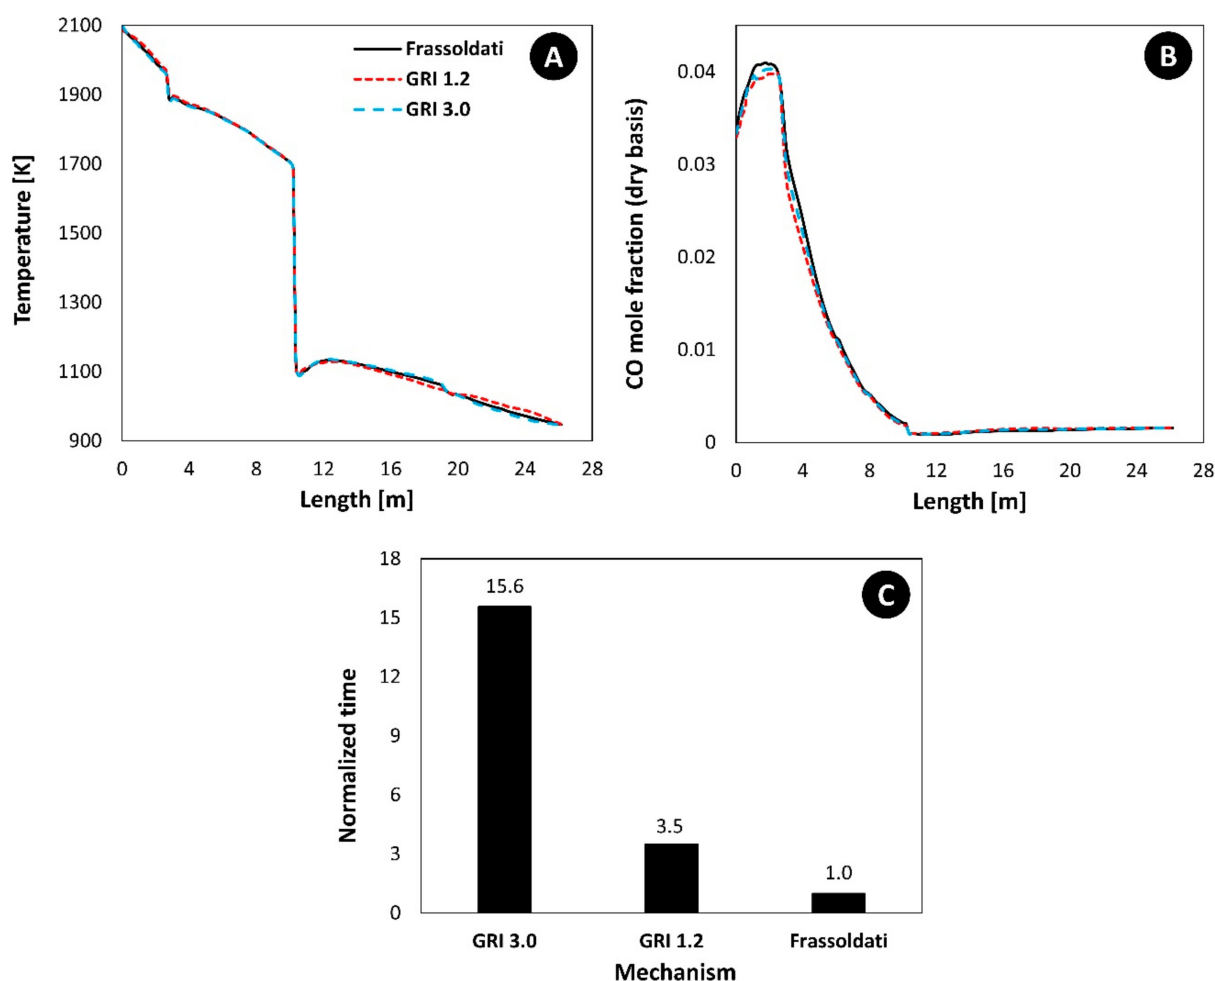 A
Frassoldati
GRI 1.2
GRI 3.0
Temperature [K]
2100
1900
1700
1500
1300
1100
900
0 4 8 12 16 20 24 28
Length [m]
B
CO mole fraction (dry basis)
0.04
0.03
0.02
0.01
0
0 4 8 12 16 20 24 28
Length [m]
C
Normalized time
18
15
12
9
6
3
0
15.6
3.5
1.0
GRI 3.0 GRI 1.2 Frassoldati
Mechanism